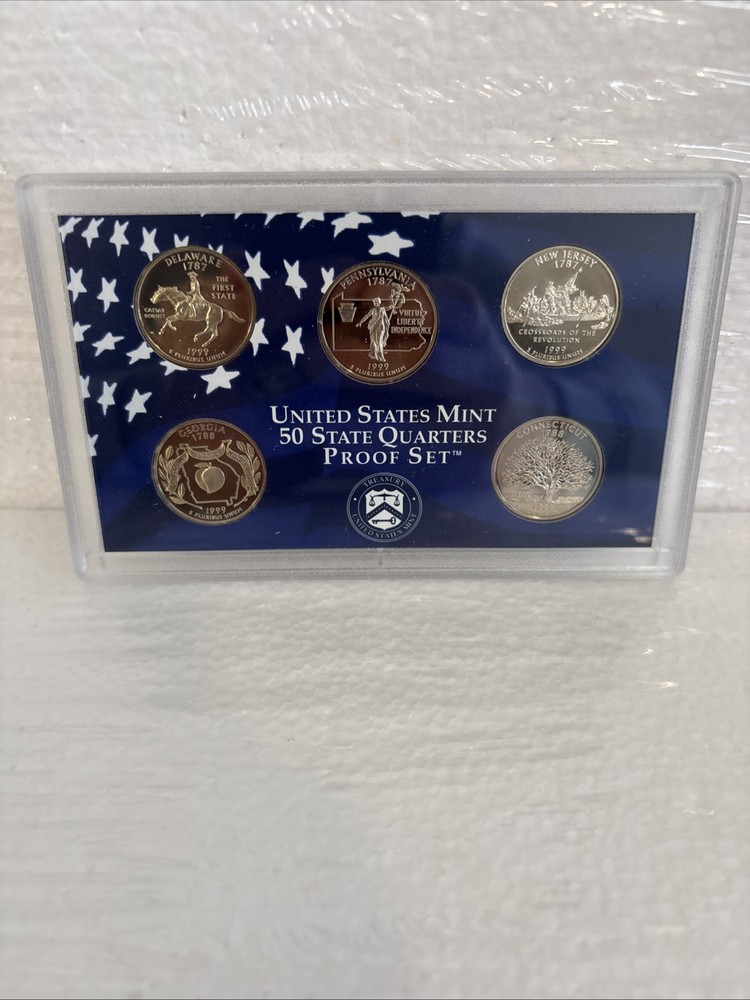 DELAWARE
1787
THE
FIRST
STATE
CAESAR
RODNEY
1999
E PLURIBUS UNUM
PENNSYLVANIA
1787
VIRTUE
LIBERTY
INDEPENDENCE
1999
E PLURIBUS UNUM
NEW JERSEY
1787
CROSSROADS OF THE
REVOLUTION
1999
E PLURIBUS UNUM
GEORGIA
1788
1999
E PLURIBUS UNUM
UNITED STATES MINT
50 STATE QUARTERS
PROOF SET™
TREASURY
UNITED STATES MINT
CONNECTICUT
1788